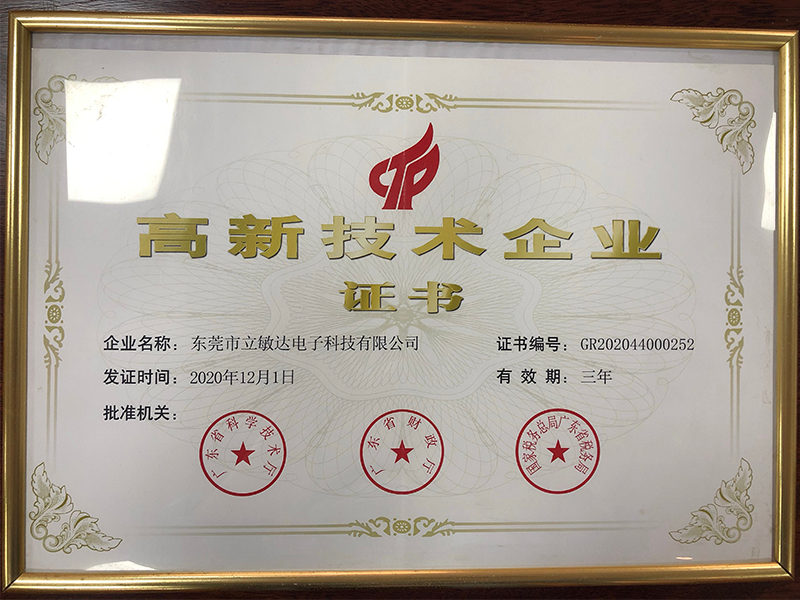 高新技术企业
证书
企业名称：东莞市立敏达电子科技有限公司
证书编号：GR202044000252
发证时间：2020年12月1日
有效期：三年
批准机关：
广东省科学技术厅
广东省财政厅
国家税务总局广东省税务局